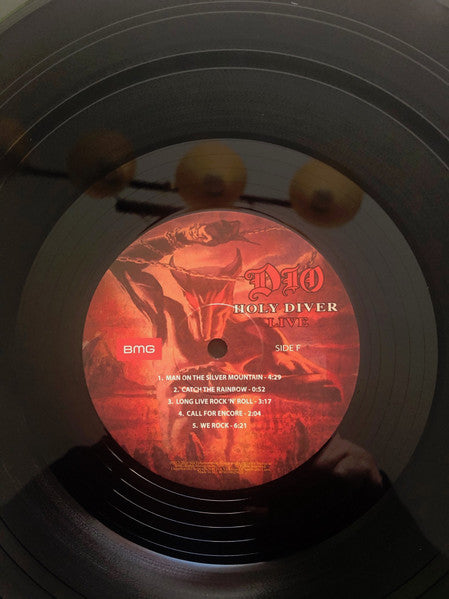 DIO
HOLY DIVER
LIVE
BMG
SIDE F
1. MAN ON THE SILVER MOUNTAIN - 4:29
2. CATCH THE RAINBOW - 0:52
3. LONG LIVE ROCK 'N' ROLL - 3:17
4. CALL FOR ENCORE - 2:04
5. WE ROCK - 6:21